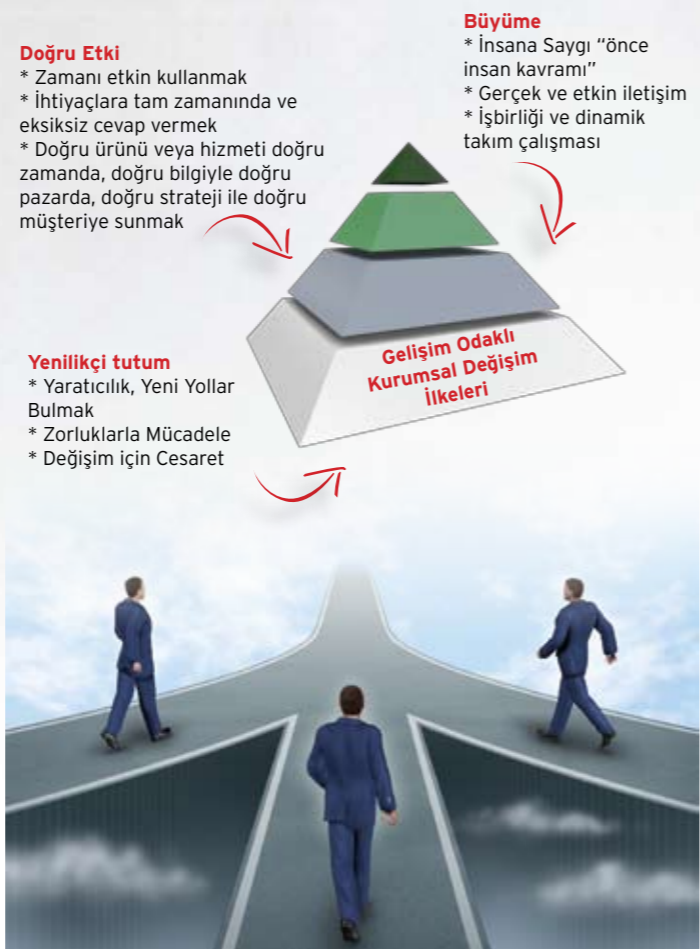 Doğru Etki
* Zamanı etkin kullanmak
* İhtiyaçlara tam zamanında ve
eksiksiz cevap vermek
* Doğru ürünü veya hizmeti doğru
zamanda, doğru bilgiyle doğru
pazarda, doğru strateji ile doğru
müşteriye sunmak
Büyüme
* İnsana Saygı “önce
insan kavramı”
* Gerçek ve etkin iletişim
* İşbirliği ve dinamik
takım çalışması
Gelişim Odaklı
Kurumsal Değişim
İlkeleri
Yenilikçi tutum
* Yaratıcılık, Yeni Yollar
Bulmak
* Zorluklarla Mücadele
* Değişim için Cesaret